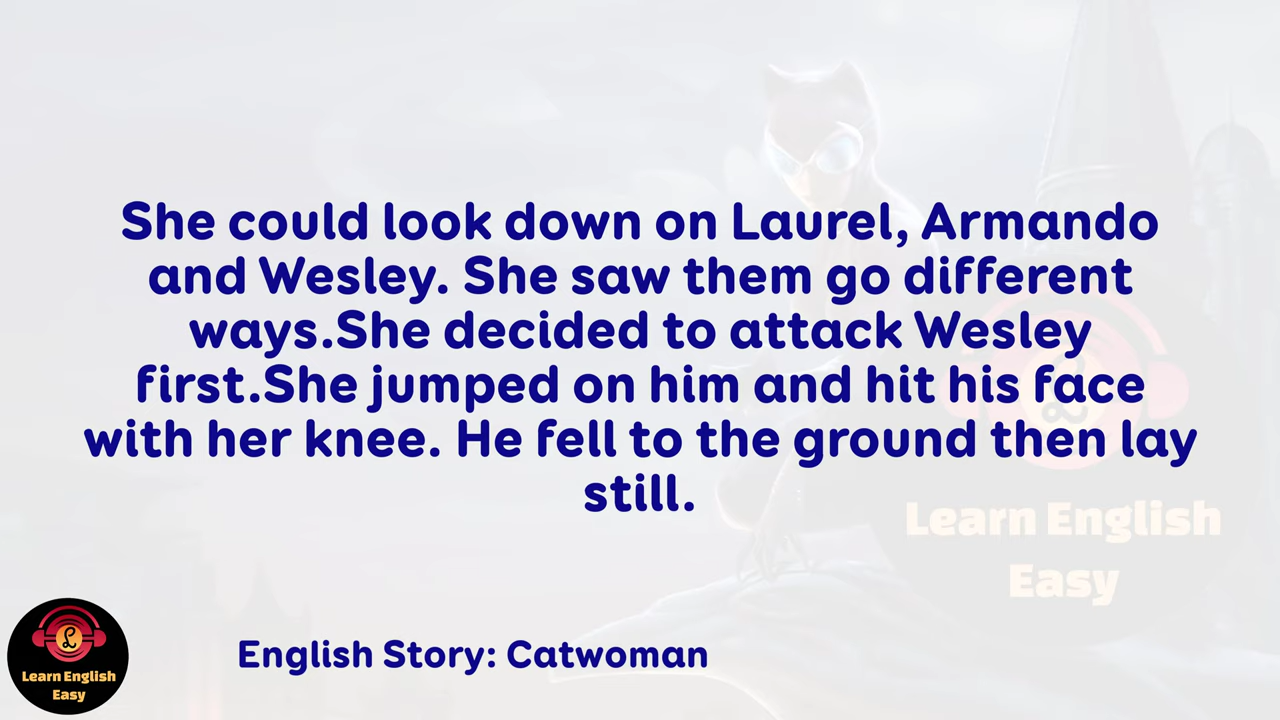 She could look down on Laurel, Armando
and Wesley. She saw them go different
ways.She decided to attack Wesley
first.She jumped on him and hit his face
with her knee. He fell to the ground then lay
still.
Learn English
Easy
English Story: Catwoman
L
Learn English
Easy